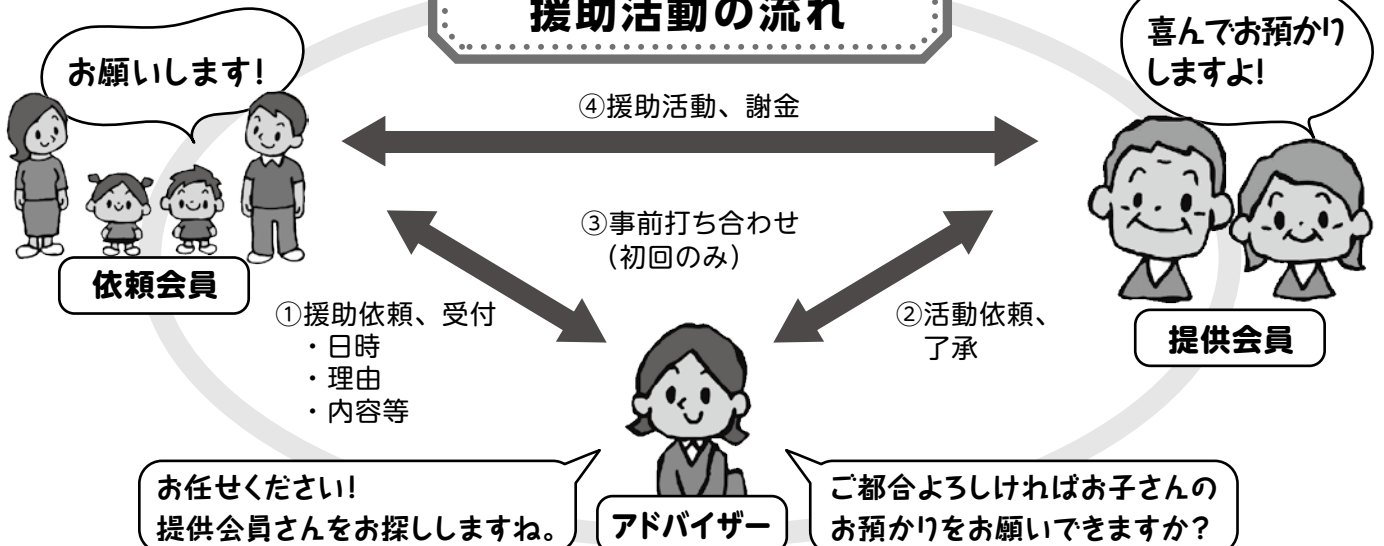 援助活動の流れ
お願いします!
喜んでお預かり
しますよ!
④援助活動、謝金
③事前打ち合わせ
(初回のみ)
依頼会員
①援助依頼、受付
・日時
・理由
・内容等
②活動依頼、
了承
提供会員
お任せください!
提供会員さんをお探ししますね。
アドバイザー
ご都合よろしければお子さんの
お預かりをお願いできますか?